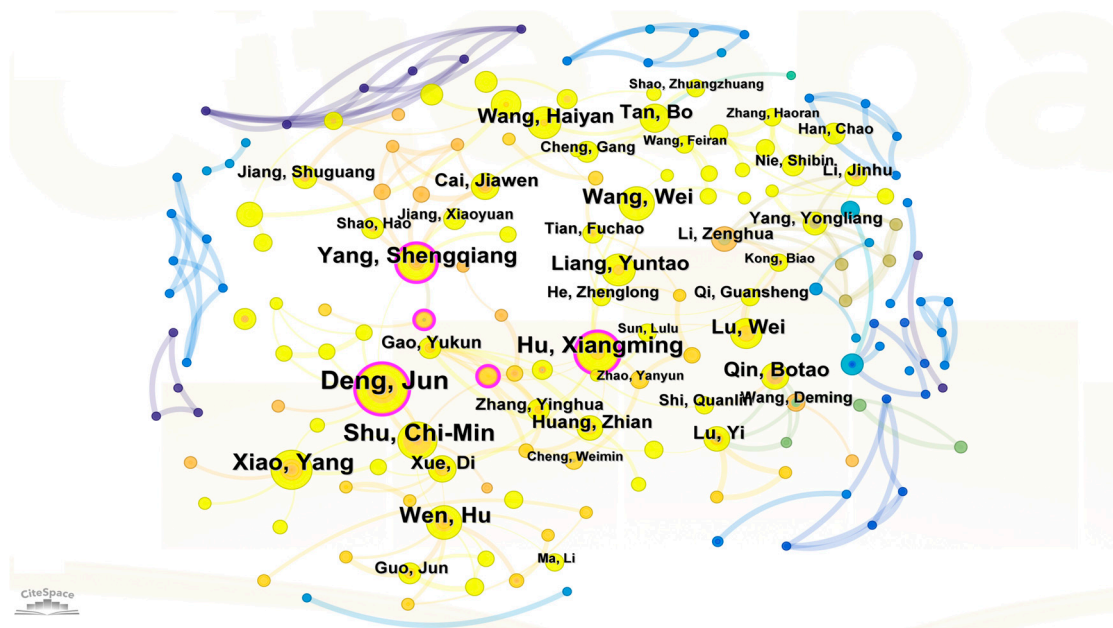 Shao, Zhuangzhuang
Wang, Haiyan
Tan, Bo
Zhang, Haoran
Han, Chao
Cheng, Gang
Wang, Feiran
Nie, Shibin
Li, Jinhu
Jiang, Shuguang
Cai, Jiawen
Wang, Wei
Shao, Hao
Jiang, Xiaoyuan
Tian, Fuchao
Li, Zenghua
Yang, Yongliang
Yang, Shengqiang
Liang, Yuntao
Kong, Biao
He, Zhenglong
Qi, Guansheng
Gao, Yukun
Hu, Xiangming
Sun, Lulu
Lu, Wei
Deng, Jun
Zhao, Yanyun
Qin, Botao
Zhang, Yinghua
Shi, Quanlin
Wang, Deming
Shu, Chi-Min
Huang, Zhian
Lu, Yi
Xiao, Yang
Xue, Di
Cheng, Weimin
Wen, Hu
Guo, Jun
Ma, Li
CiteSpace